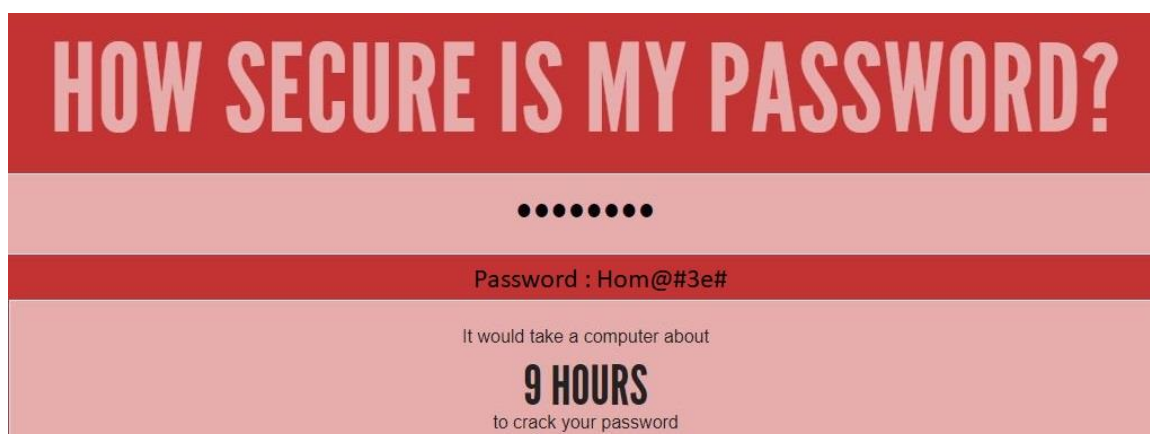 HOW SECURE IS MY PASSWORD?
••••••••
Password : Hom@#3e#
It would take a computer about
9 HOURS
to crack your password